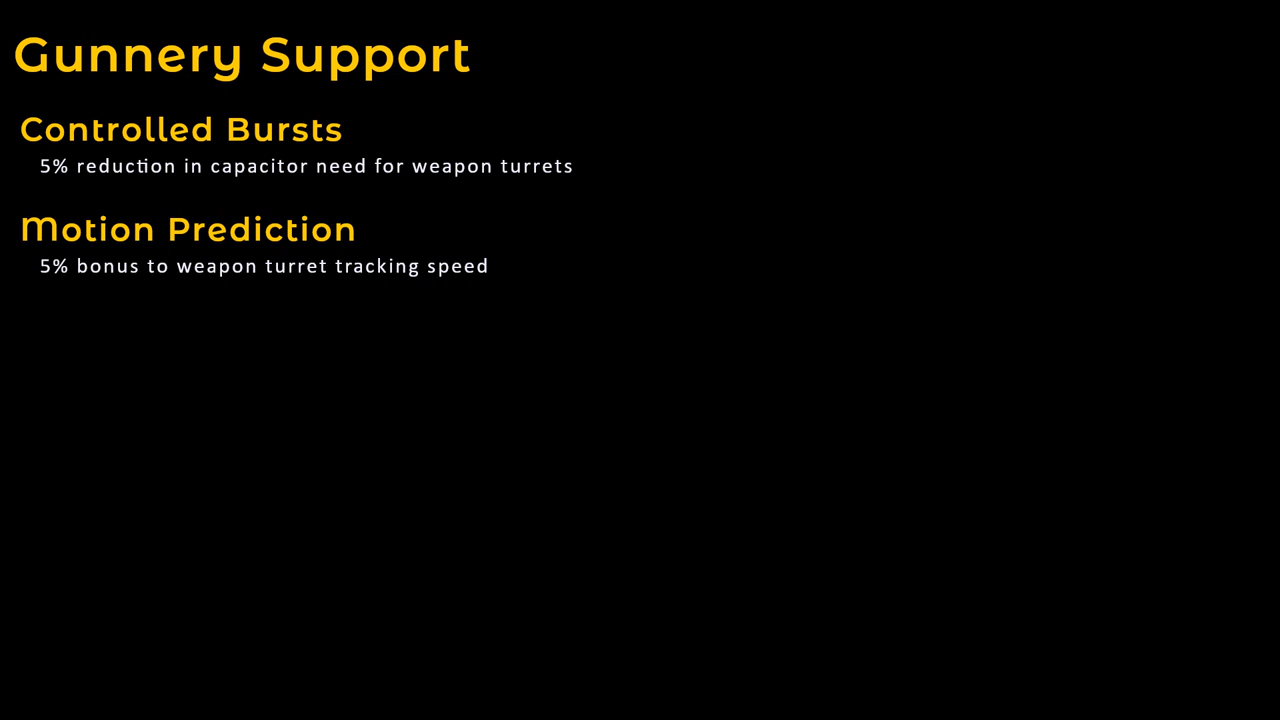 Gunnery Support
Controlled Bursts
5% reduction in capacitor need for weapon turrets
Motion Prediction
5% bonus to weapon turret tracking speed